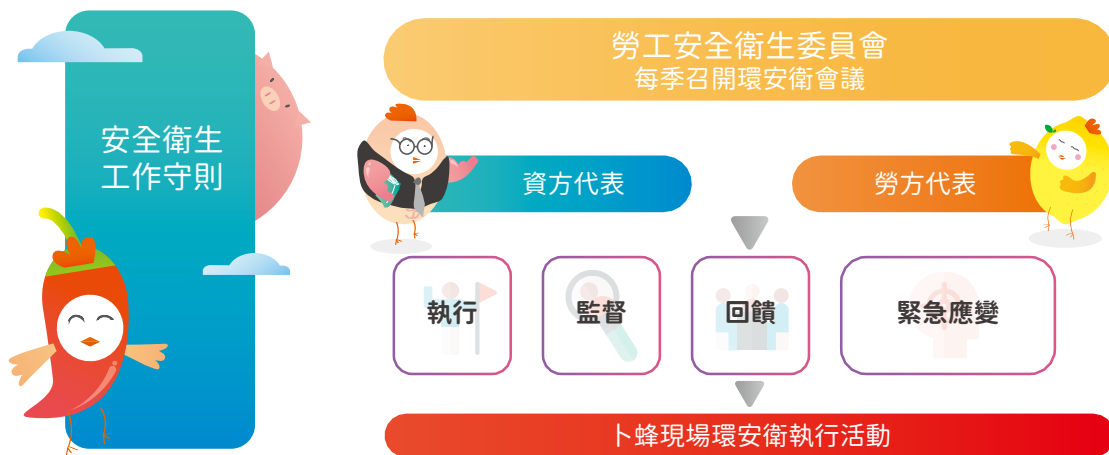 安全衛生
工作守則
勞工安全衛生委員會
每季召開環安衛會議
資方代表
勞方代表
執行
監督
回饋
緊急應變
卜蜂現場環安衛執行活動